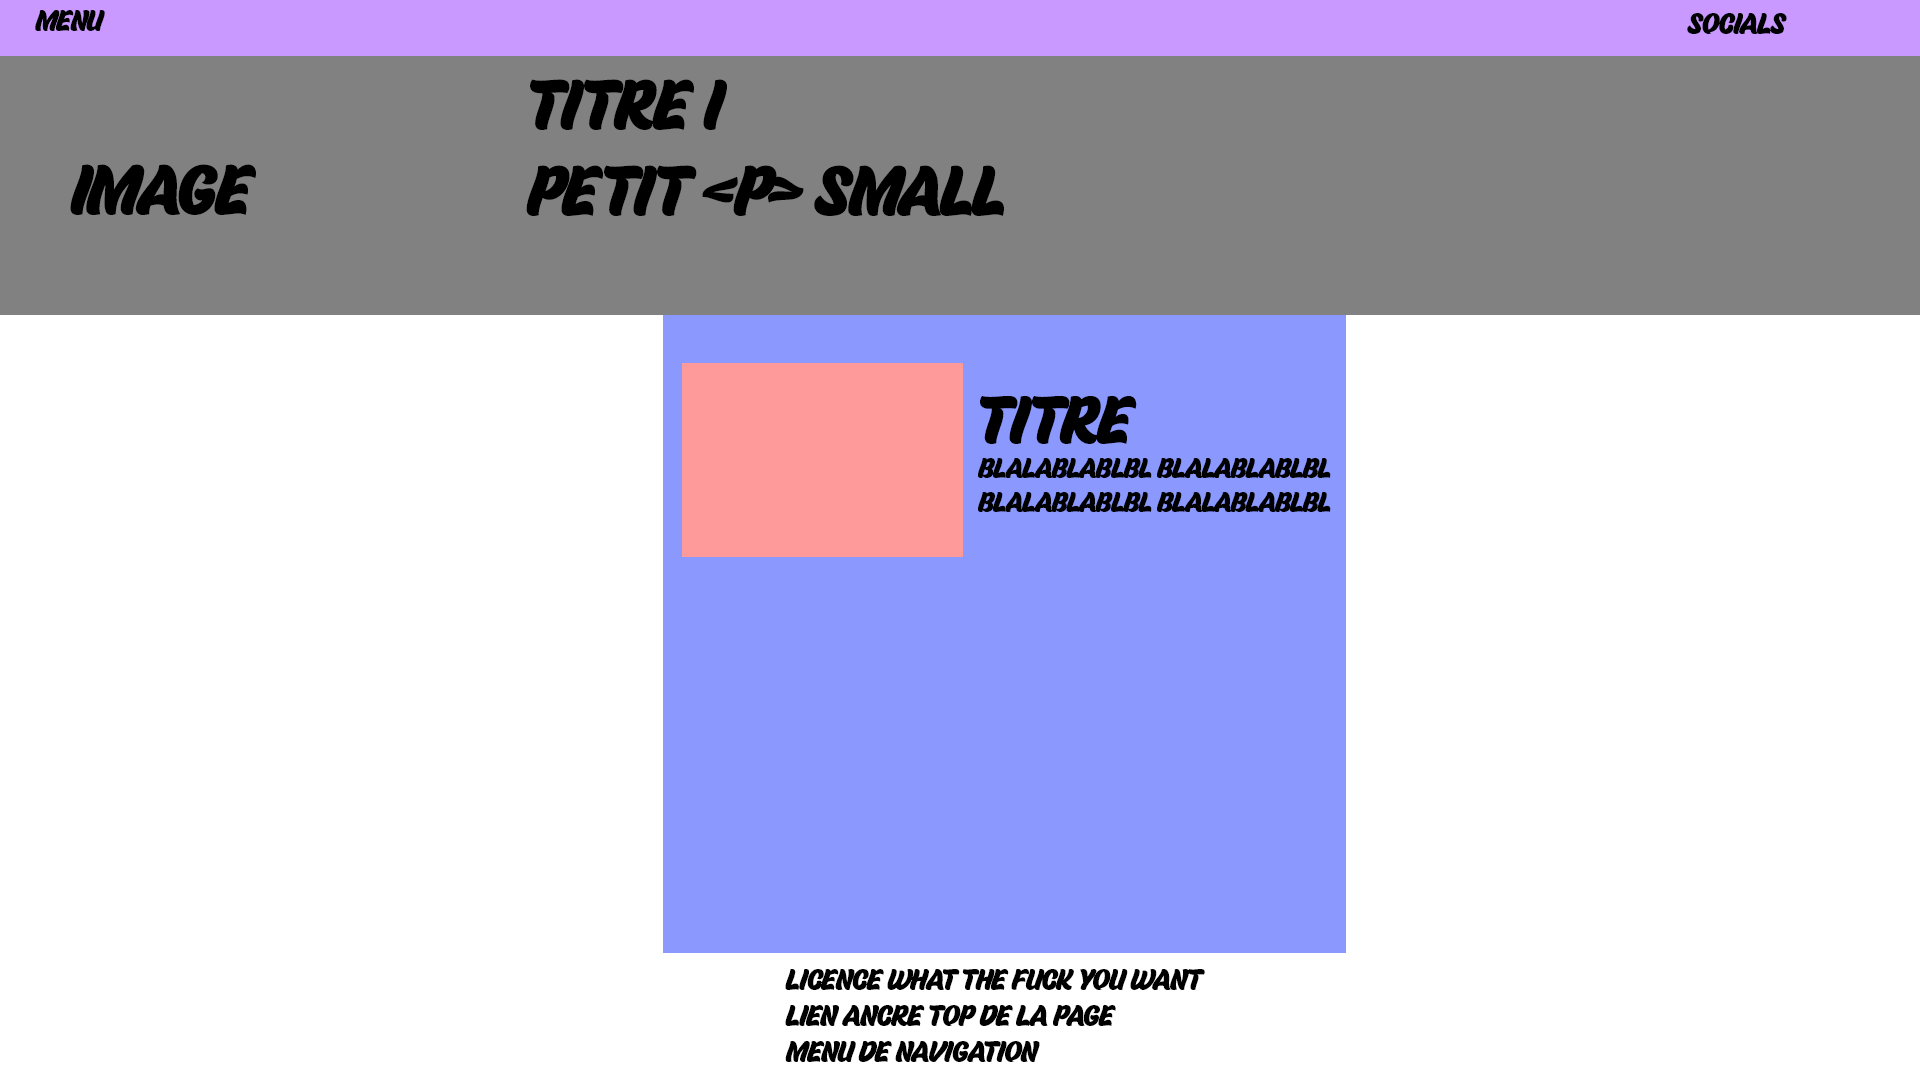 MENU
SOCIALS
TITRE 1
IMAGE
PETIT <P> SMALL
TITRE
BLALABLABLBL BLALABLABLBL
BLALABLABLBL BLALABLABLBL
LICENCE WHAT THE FUCK YOU WANT
LIEN ANCRE TOP DE LA PAGE
MENU DE NAVIGATION